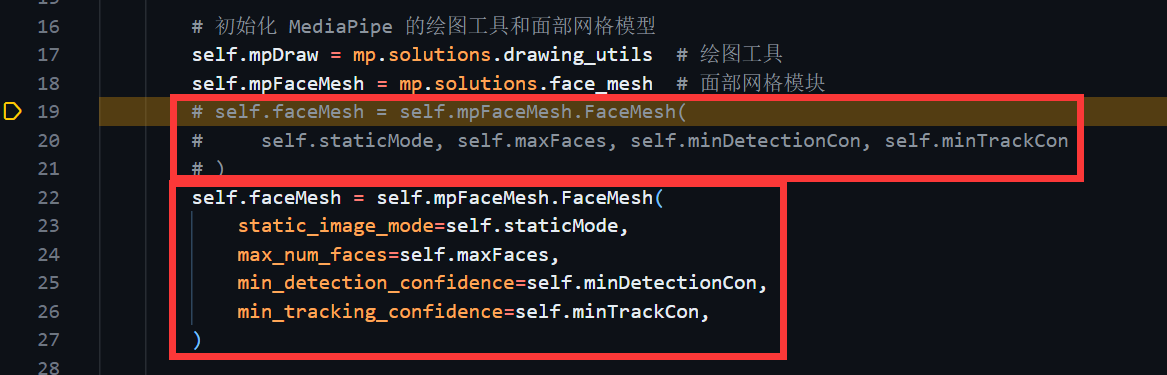 16 # 初始化 MediaPipe 的绘图工具和面部网格模型
17 self.mpDraw = mp.solutions.drawing_utils  # 绘图工具
18 self.mpFaceMesh = mp.solutions.face_mesh  # 面部网格模块
19 # self.faceMesh = self.mpFaceMesh.FaceMesh(
20 #     self.staticMode, self.maxFaces, self.minDetectionCon, self.minTrackCon
21 # )
22 self.faceMesh = self.mpFaceMesh.FaceMesh(
23     static_image_mode=self.staticMode,
24     max_num_faces=self.maxFaces,
25     min_detection_confidence=self.minDetectionCon,
26     min_tracking_confidence=self.minTrackCon,
27 )
28